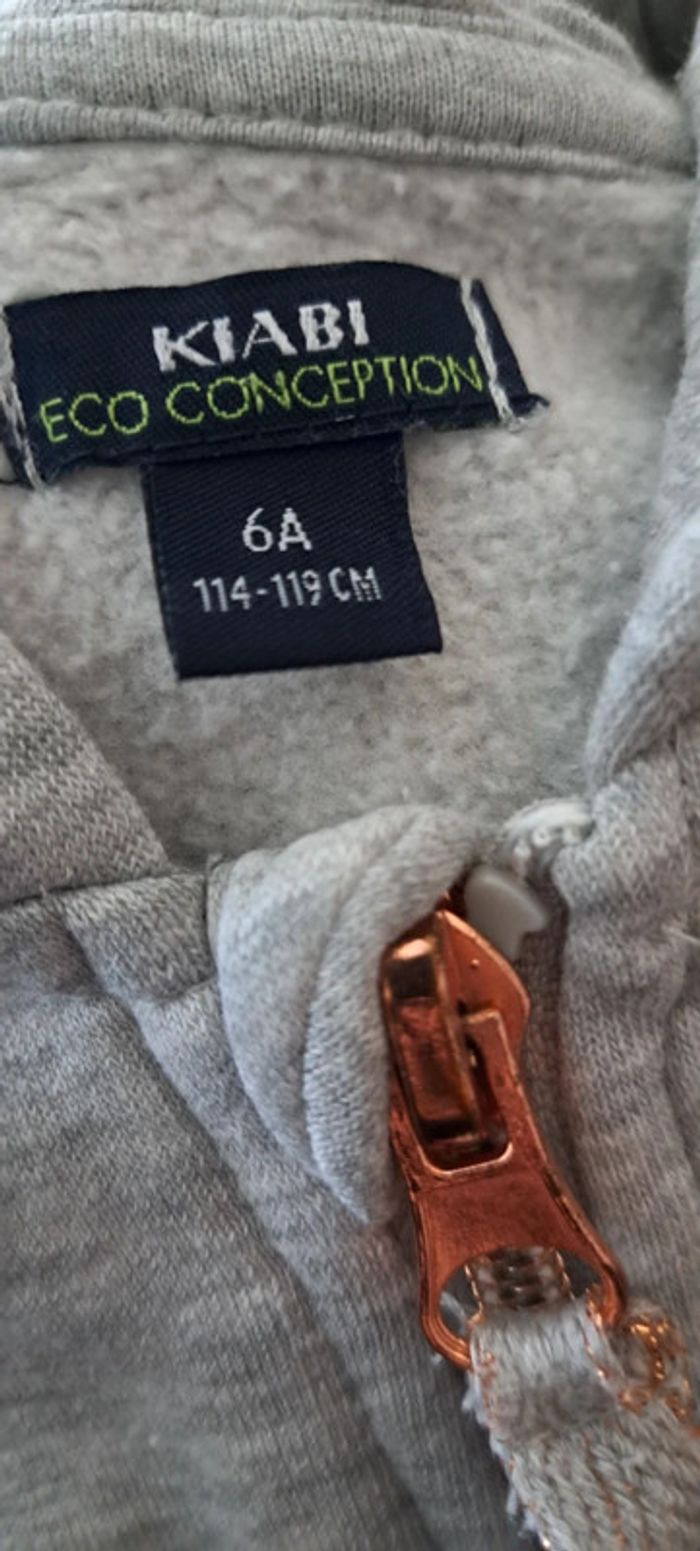 KIABI
ECO CONCEPTION
6A
114-119 CM